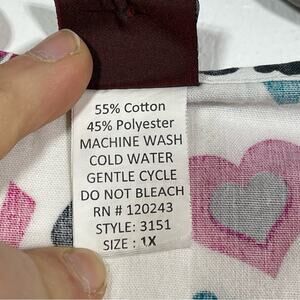 55% Cotton
45% Polyester
MACHINE WASH
COLD WATER
GENTLE CYCLE
DO NOT BLEACH
RN # 120243
STYLE: 3151
SIZE : 1X